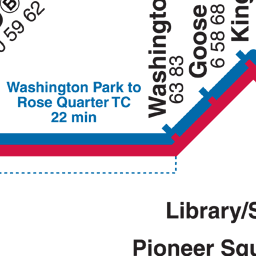 B
59 62
Washington Park to
Rose Quarter TC
22 min
Washington
63 83
Goose
6 58 68
King
Library/S
Pioneer Squ